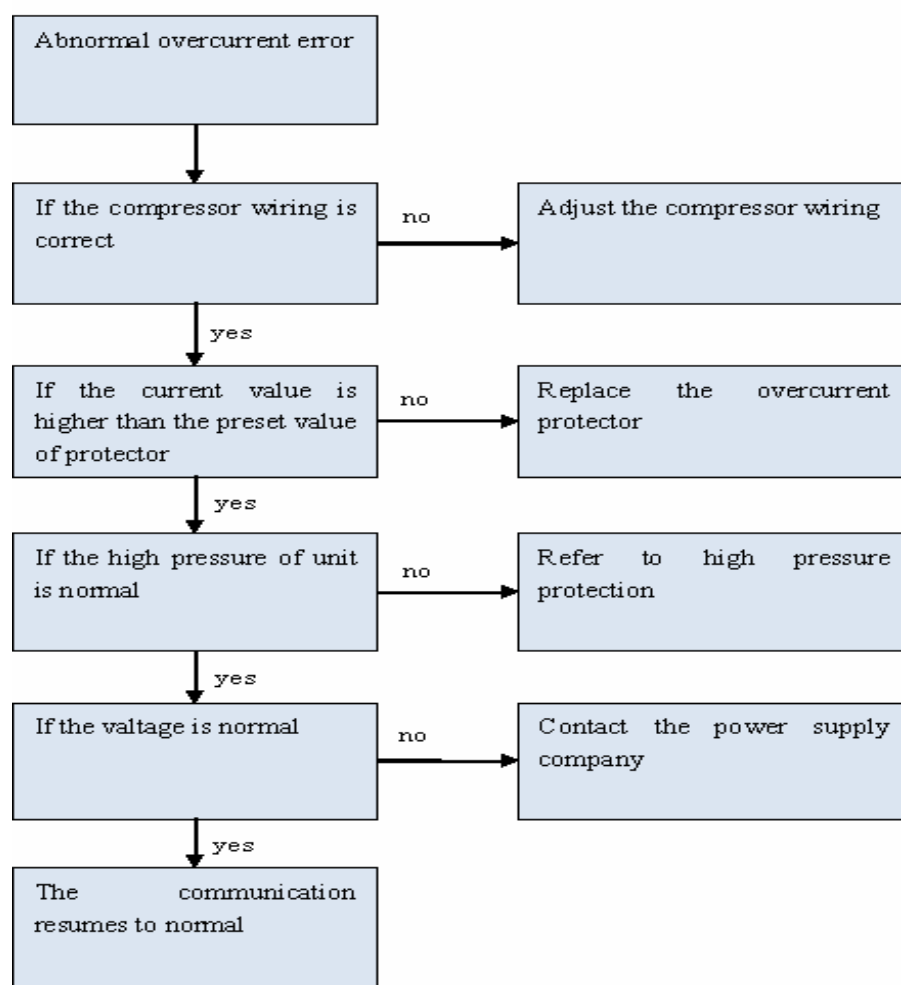 Abnormal overcurrent error
If the compressor wiring is
correct
no
Adjust the compressor wiring
yes
If the current value is
higher than the preset value
of protector
no
Replace the overcurrent
protector
yes
If the high pressure of unit
is normal
no
Refer to high pressure
protection
yes
If the valtage is normal
no
Contact the power supply
company
yes
The communication
resumes to normal